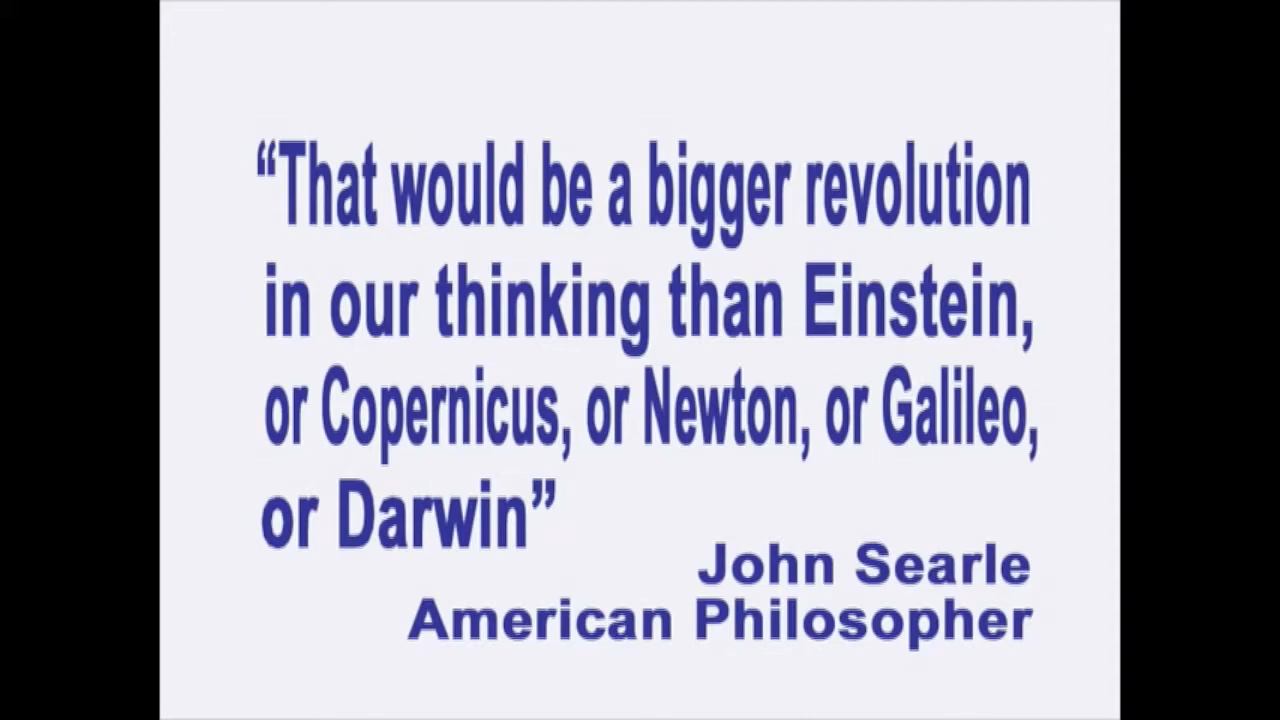 “That would be a bigger revolution
in our thinking than Einstein,
or Copernicus, or Newton, or Galileo,
or Darwin”
John Searle
American Philosopher